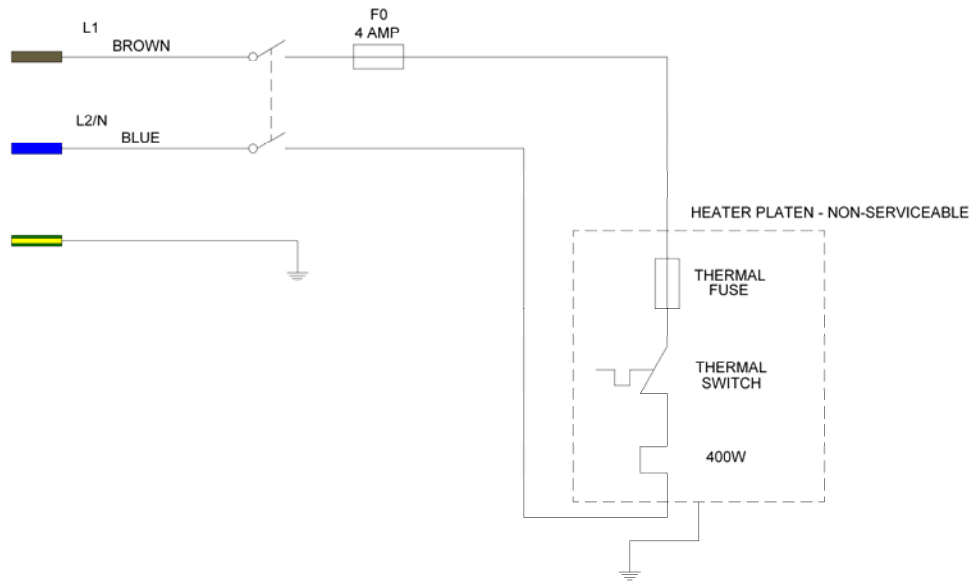 L1
BROWN
F0
4 AMP
L2/N
BLUE
HEATER PLATEN - NON-SERVICEABLE
THERMAL
FUSE
THERMAL
SWITCH
400W